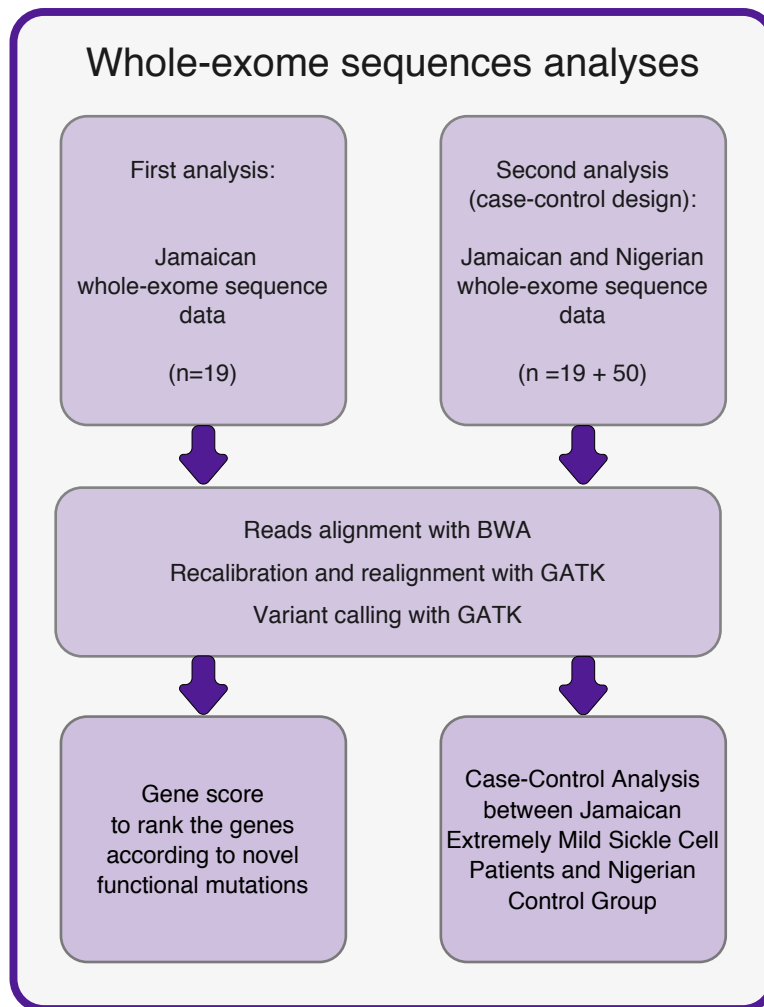 Whole-exome sequences analyses
First analysis:
Jamaican
whole-exome sequence
data
(n=19)
Second analysis
(case-control design):
Jamaican and Nigerian
whole-exome sequence
data
(n =19 + 50)
Reads alignment with BWA
Recalibration and realignment with GATK
Variant calling with GATK
Gene score
to rank the genes
according to novel
functional mutations
Case-Control Analysis
between Jamaican
Extremely Mild Sickle Cell
Patients and Nigerian
Control Group